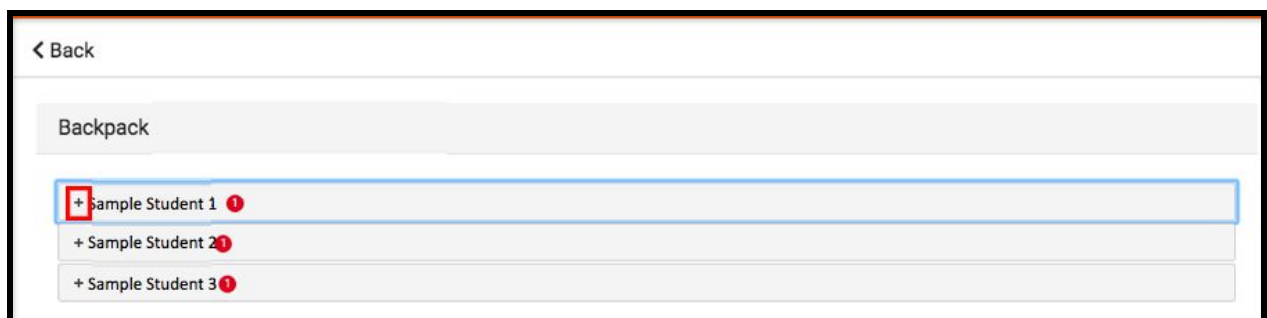 Back
Backpack
+ Sample Student 1 1
+ Sample Student 2 1
+ Sample Student 3 1